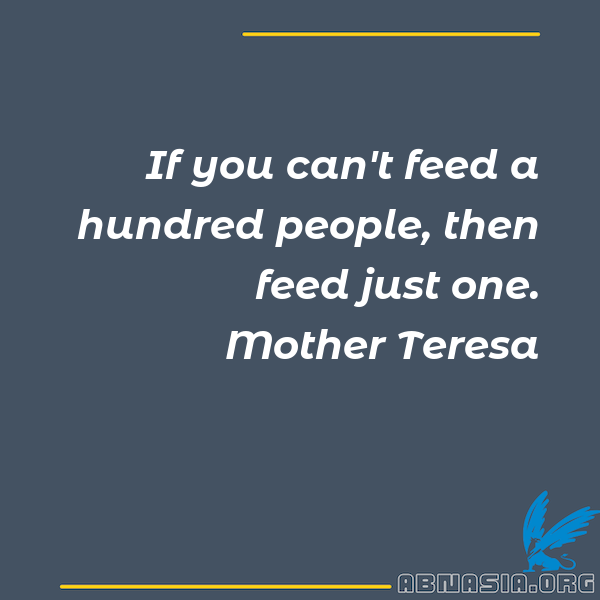 If you can't feed a
hundred people, then
feed just one.
Mother Teresa
ABNASIA.ORG